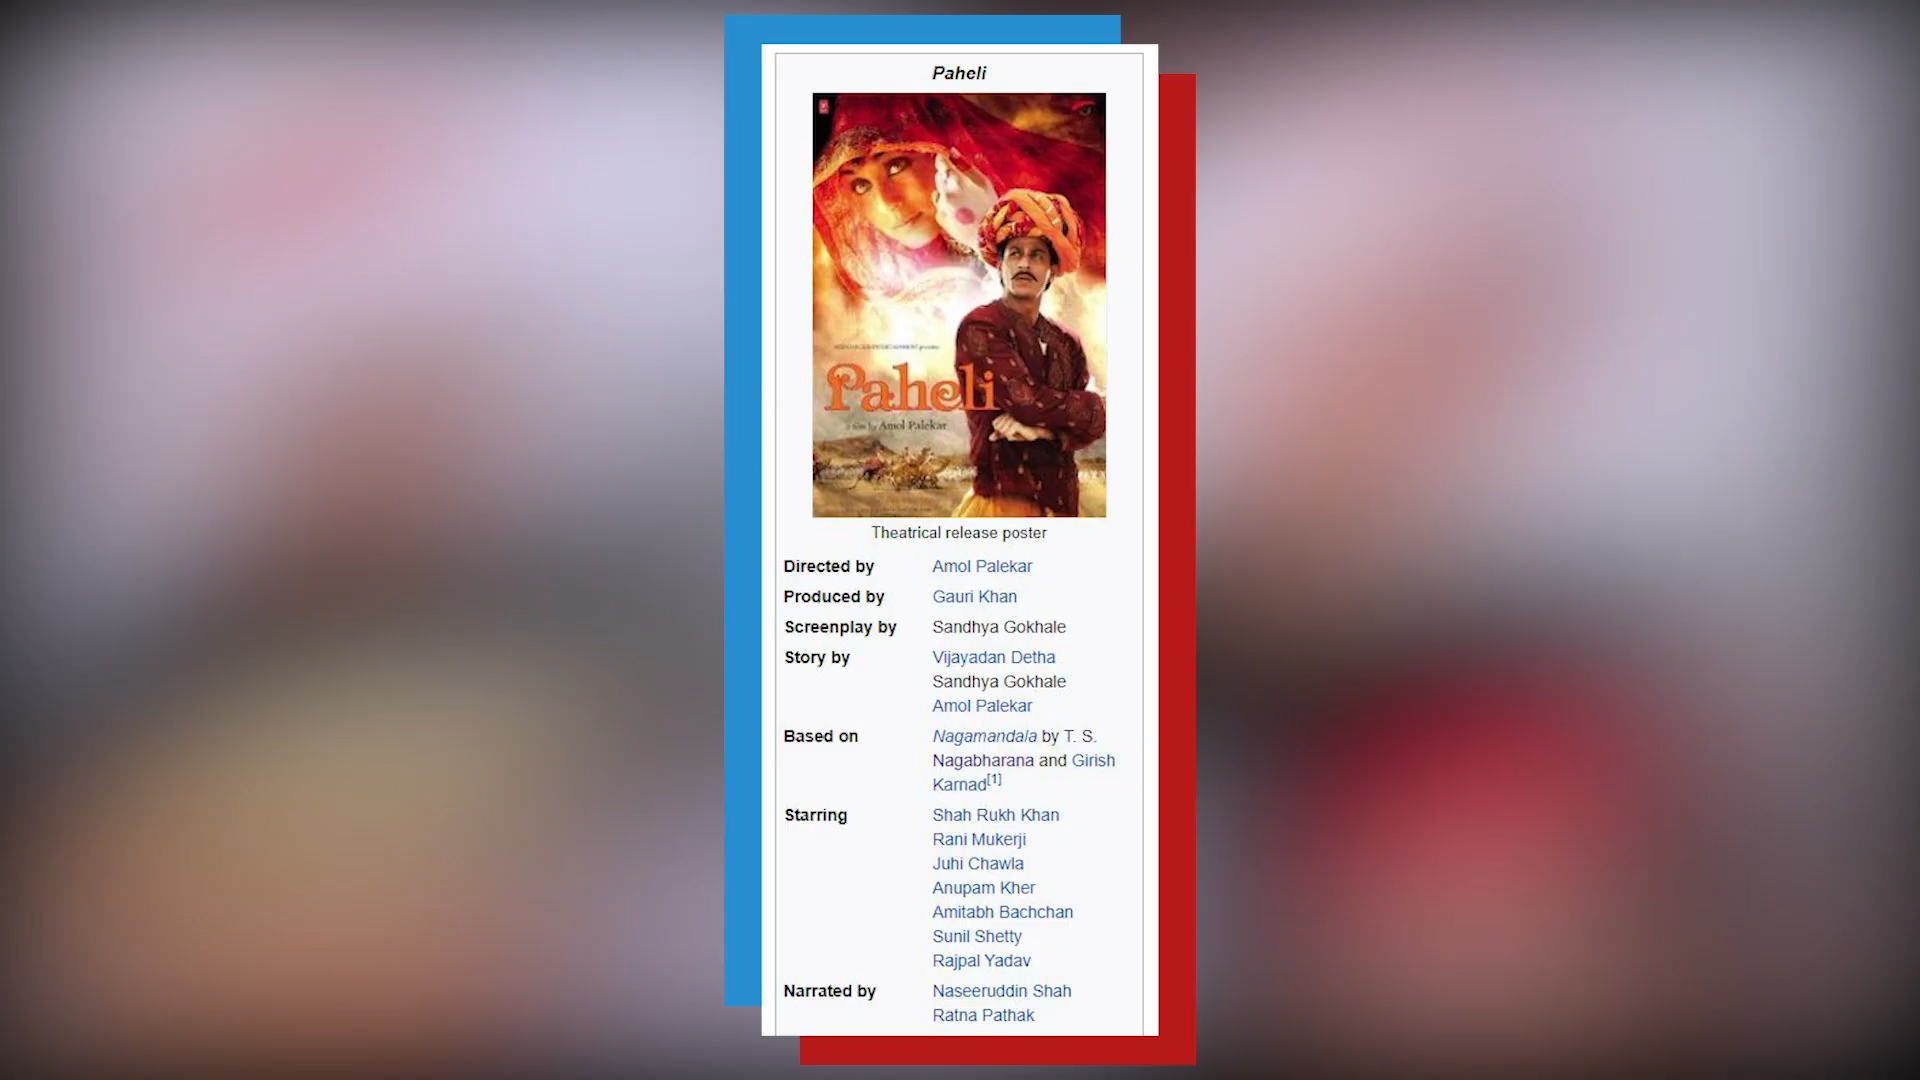 Paheli
Paheli
a film by Amol Palekar
Theatrical release poster
Directed by Amol Palekar
Produced by Gauri Khan
Screenplay by Sandhya Gokhale
Story by Vijayadan Detha
Sandhya Gokhale
Amol Palekar
Based on Nagamandala by T. S.
Nagabharana and Girish
Karnad[1]
Starring Shah Rukh Khan
Rani Mukerji
Juhi Chawla
Anupam Kher
Amitabh Bachchan
Sunil Shetty
Rajpal Yadav
Narrated by Naseeruddin Shah
Ratna Pathak